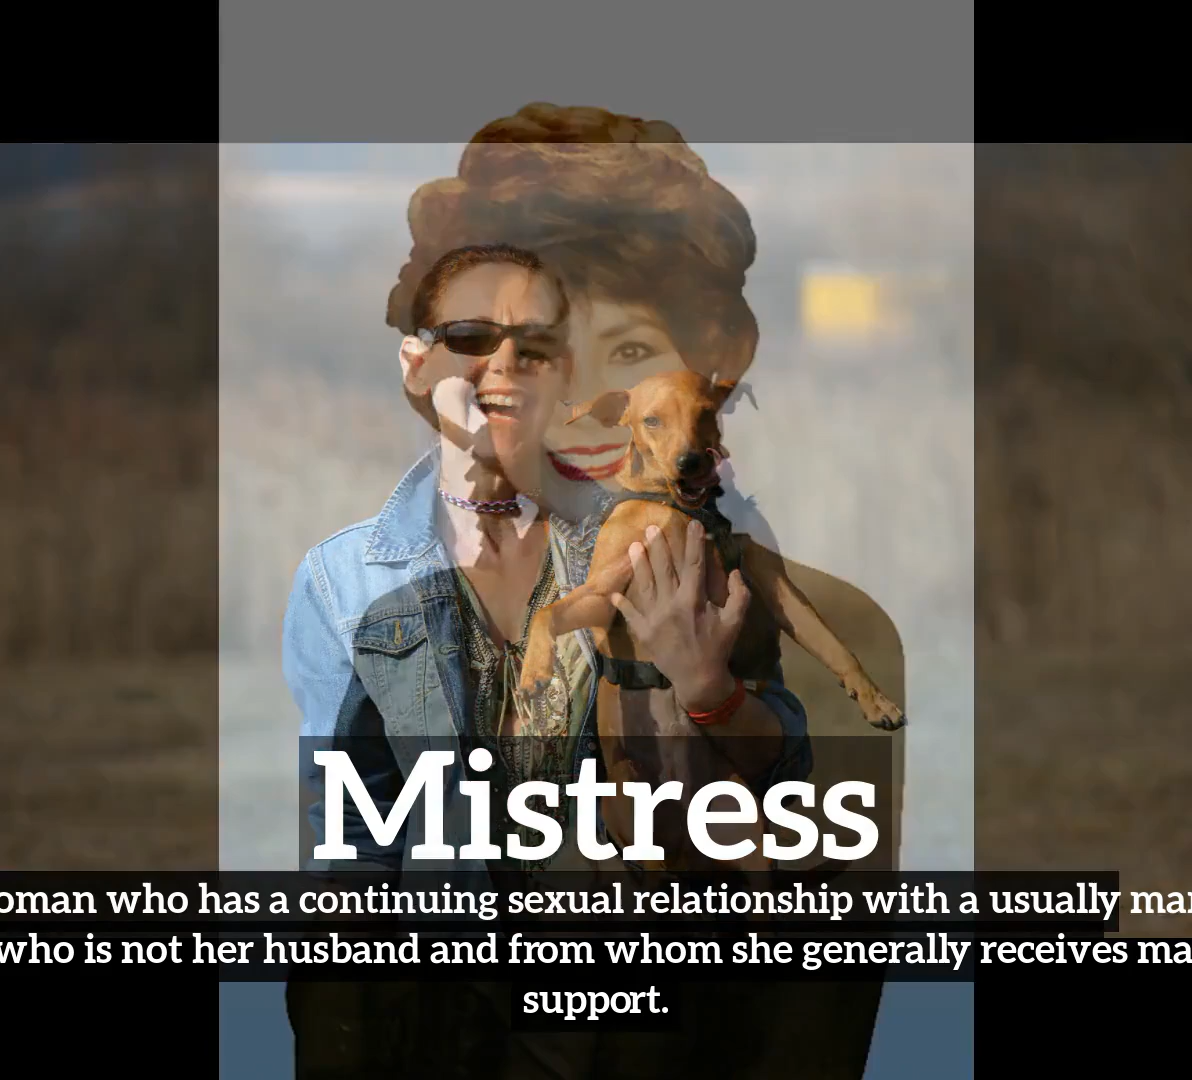 Mistress
who has a continuing sexual relationship with a usually
who is not her husband and from whom she generally receives
support.